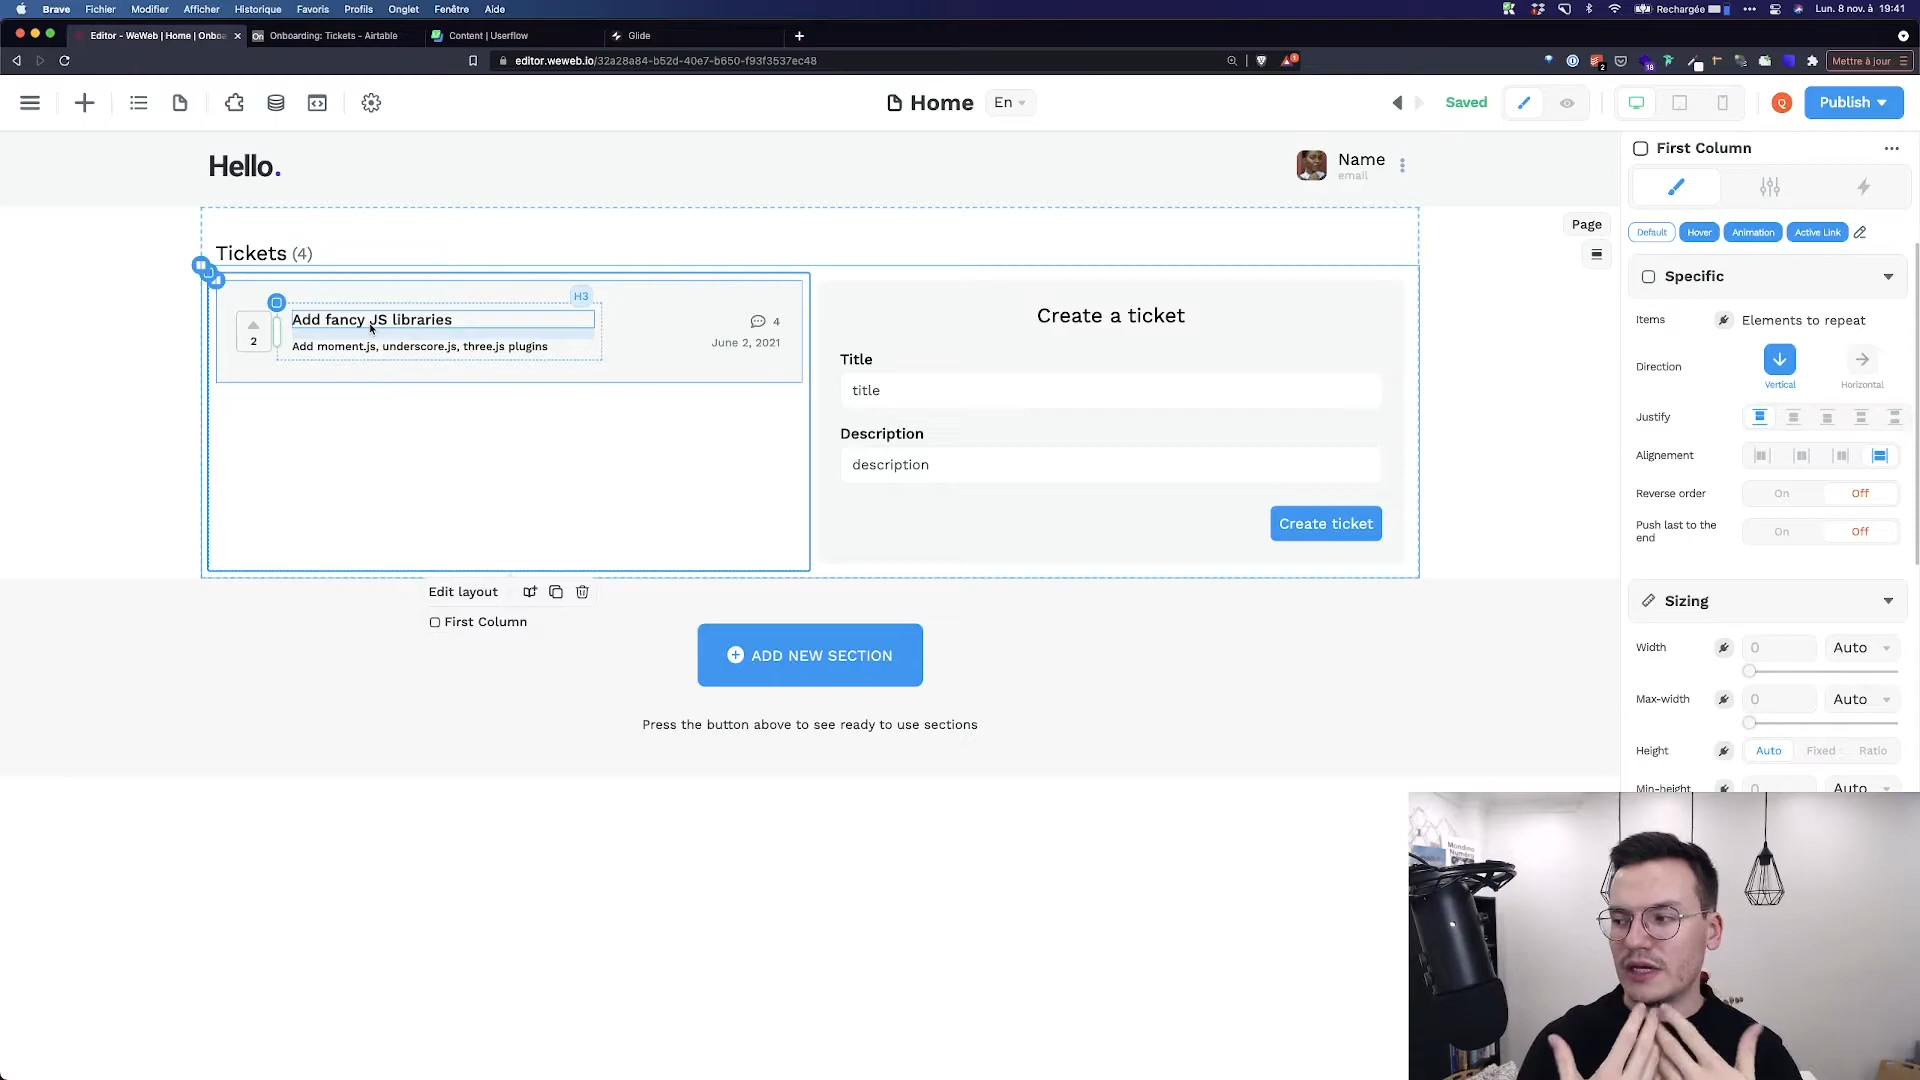 Brave Fichier Modifier Afficher Historique Favoris Profils Onglet Fenêtre Aide Rechargée Lun. 8 nov. à 19:41
Editor - WeWeb | Home | Onbo Onboarding: Tickets - Airtable Content | Userflow Glide
editor.weweb.io/32a28a84-b52d-40e7-b650-f93f3537ec48 Mettre à jour
Home En Saved Q Publish
Hello. Name
email
First Column
Page
Default Hover Animation Active Link
Tickets (4)
Specific
H3
Add fancy JS libraries
2
Add moment.js, underscore.js, three.js plugins
4
June 2, 2021
Create a ticket
Title
title
Description
description
Create ticket
Items Elements to repeat
Direction
Vertical Horizontal
Justify
Alignement
Reverse order On Off
Push last to the end On Off
Edit layout
First Column
Sizing
ADD NEW SECTION
Press the button above to see ready to use sections
Width 0 Auto
Max-width 0 Auto
Height Auto Fixed Ratio
Min-height 0 Auto